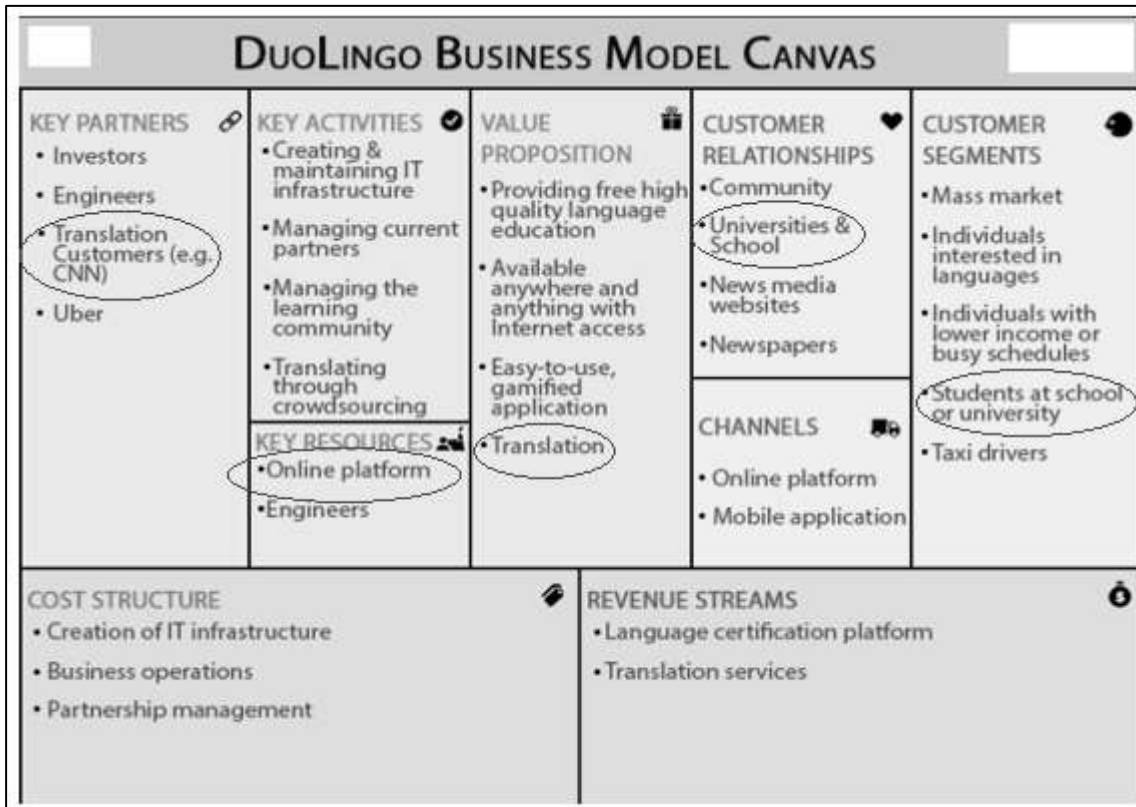 DUOLINGO BUSINESS MODEL CANVAS
KEY PARTNERS
• Investors
• Engineers
• Translation
Customers (e.g.
CNN)
• Uber
KEY ACTIVITIES
•Creating &
maintaining IT
infrastructure
•Managing current
partners
•Managing the
learning
community
•Translating
through
crowdsourcing
KEY RESOURCES
•Online platform
•Engineers
VALUE
PROPOSITION
•Providing free high
quality language
education
•Available
anywhere and
anything with
Internet access
•Easy-to-use,
gamified
application
•Translation
CUSTOMER
RELATIONSHIPS
•Community
•Universities &
School
•News media
websites
•Newspapers
CHANNELS
• Online platform
• Mobile application
CUSTOMER
SEGMENTS
•Mass market
•Individuals
interested in
languages
•Individuals with
lower income or
busy schedules
•Students at school
or university
•Taxi drivers
COST STRUCTURE
• Creation of IT infrastructure
• Business operations
• Partnership management
REVENUE STREAMS
•Language certification platform
•Translation services